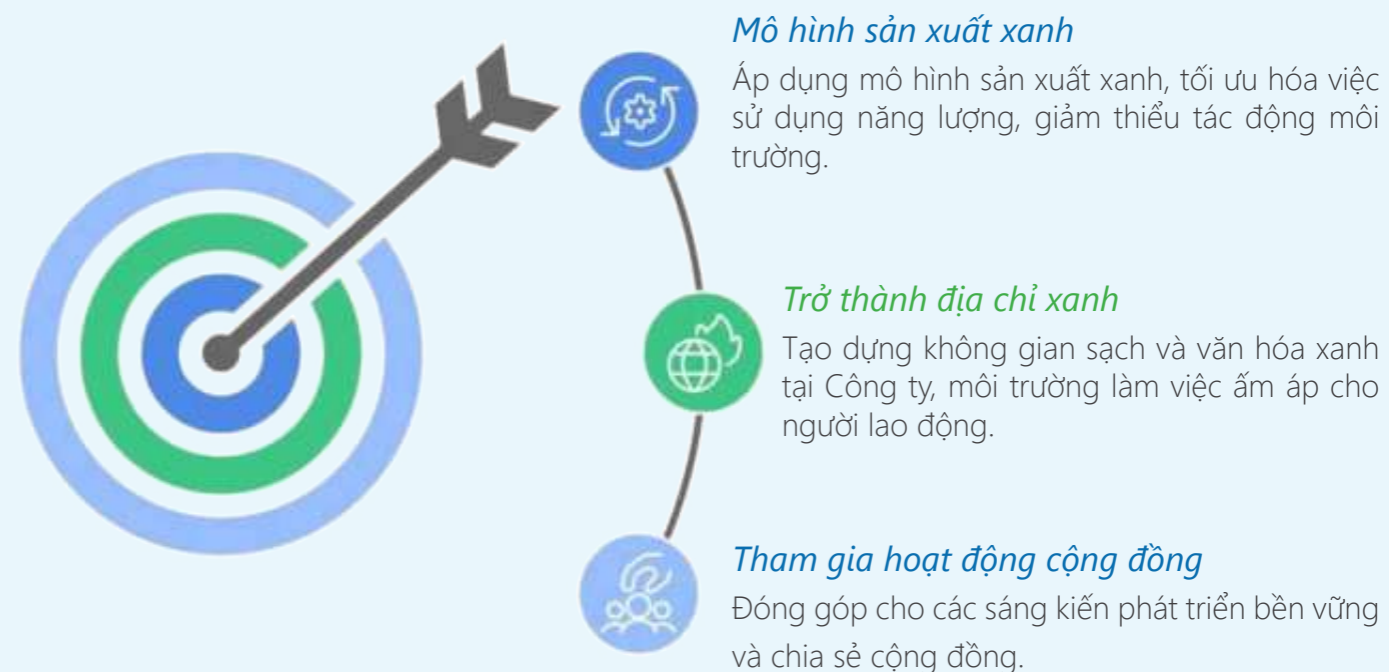 Mô hình sản xuất xanh
Áp dụng mô hình sản xuất xanh, tối ưu hóa việc
sử dụng năng lượng, giảm thiểu tác động môi
trường.
Trở thành địa chỉ xanh
Tạo dựng không gian sạch và văn hóa xanh
tại Công ty, môi trường làm việc ấm áp cho
người lao động.
Tham gia hoạt động cộng đồng
Đóng góp cho các sáng kiến phát triển bền vững
và chia sẻ cộng đồng.